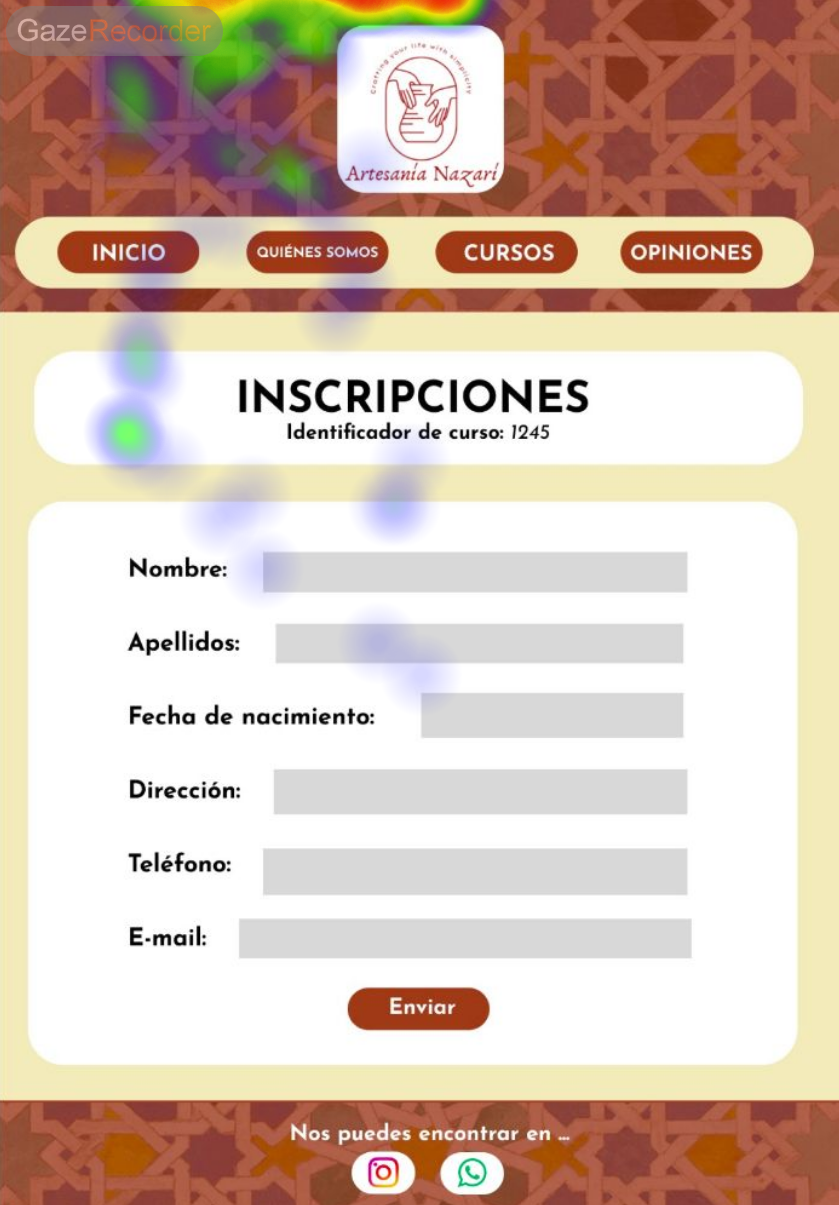 GazeRecorder
Crafting your life with simplicity
Artesanía Nazarí
INICIO
QUIÉNES SOMOS
CURSOS
OPINIONES
INSCRIPCIONES
Identificador de curso: 1245
Nombre:
Apellidos:
Fecha de nacimiento:
Dirección:
Teléfono:
E-mail:
Enviar
Nos puedes encontrar en ...